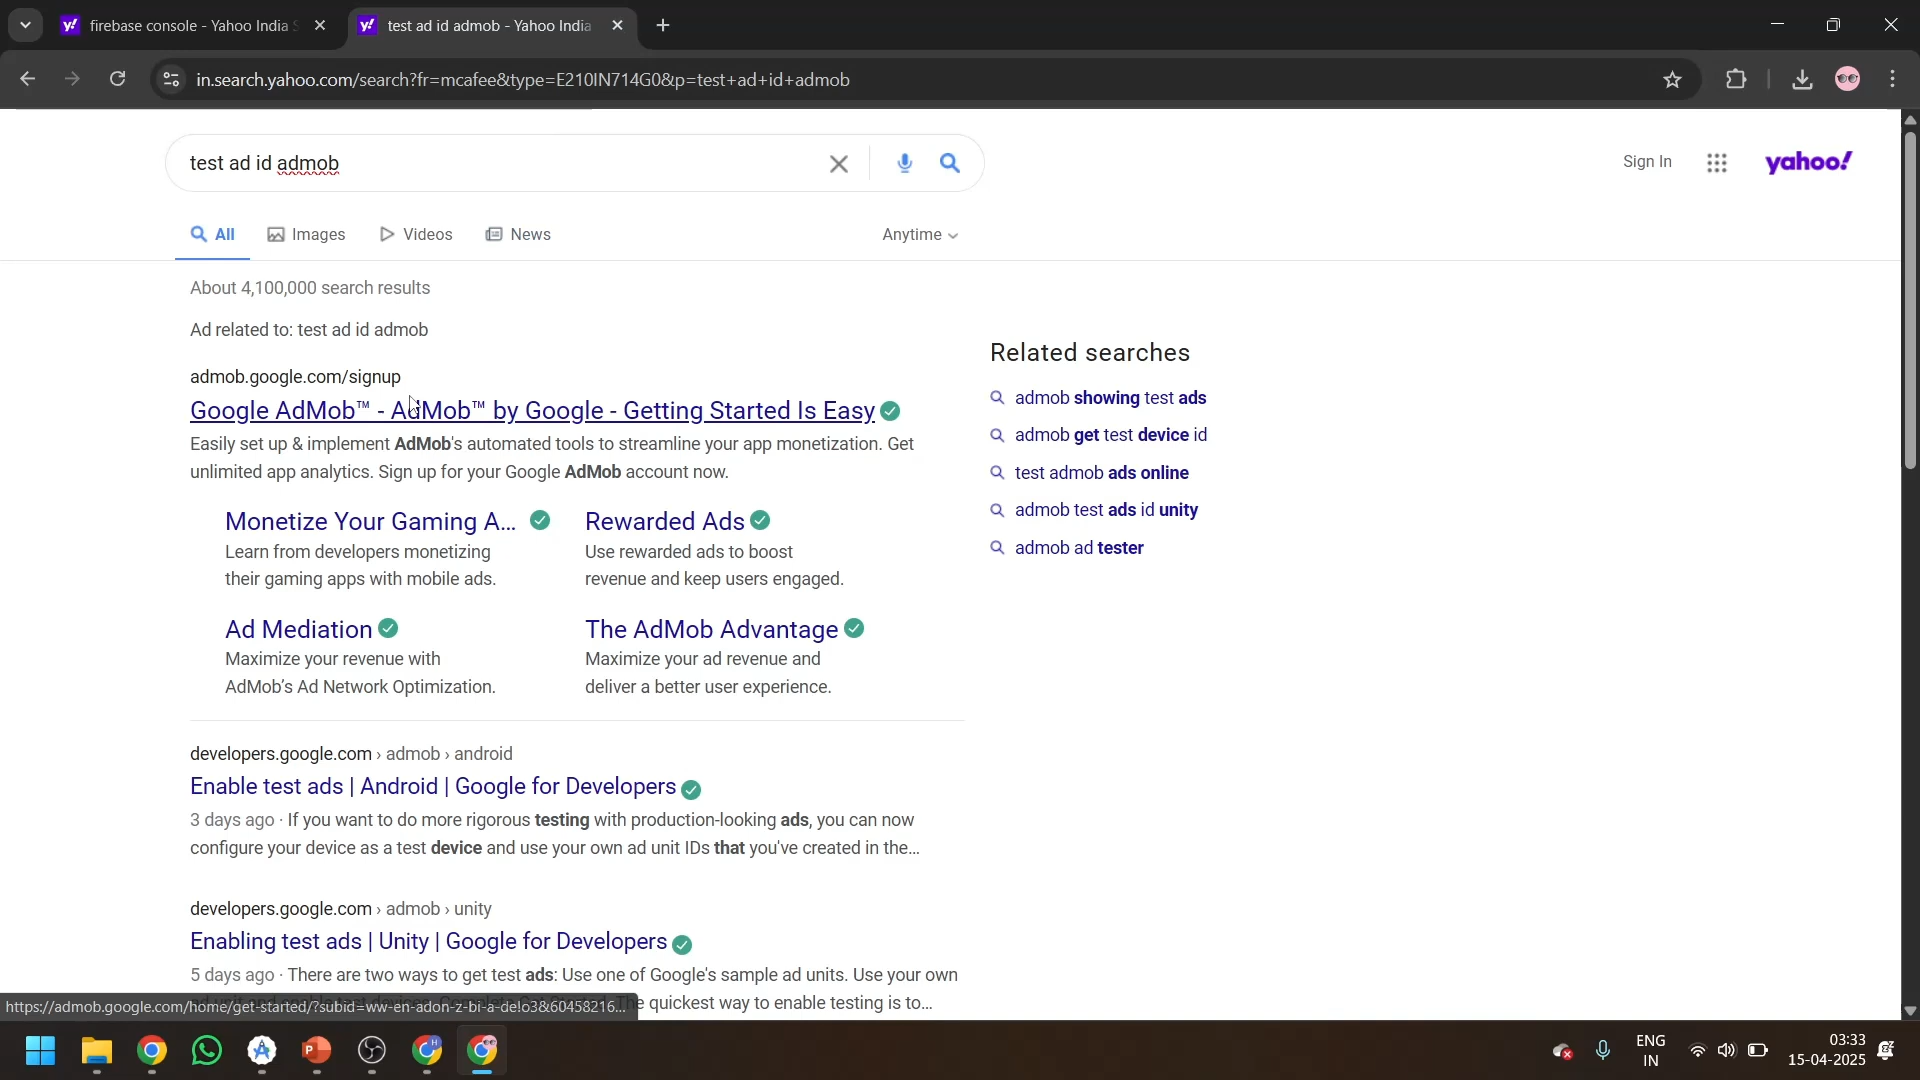 firebase console - Yahoo India S
test ad id admob - Yahoo India
in.search.yahoo.com/search?fr=mcafee&type=E210IN714G0&p=test+ad+id+admob
test ad id admob
Sign In
yahoo!
All
Images
Videos
News
Anytime
About 4,100,000 search results
Ad related to: test ad id admob
admob.google.com/signup
Google AdMob™ - AdMob™ by Google - Getting Started Is Easy
Easily set up & implement AdMob's automated tools to streamline your app monetization. Get
unlimited app analytics. Sign up for your Google AdMob account now.
Monetize Your Gaming A...
Learn from developers monetizing
their gaming apps with mobile ads.
Rewarded Ads
Use rewarded ads to boost
revenue and keep users engaged.
Ad Mediation
Maximize your revenue with
AdMob's Ad Network Optimization.
The AdMob Advantage
Maximize your ad revenue and
deliver a better user experience.
developers.google.com › admob › android
Enable test ads | Android | Google for Developers
3 days ago · If you want to do more rigorous testing with production-looking ads, you can now
configure your device as a test device and use your own ad unit IDs that you've created in the...
developers.google.com › admob › unity
Enabling test ads | Unity | Google for Developers
5 days ago · There are two ways to get test ads: Use one of Google's sample ad units. Use your own
quickest way to enable testing is to...
Related searches
admob showing test ads
admob get test device id
test admob ads online
admob test ads id unity
admob ad tester
https://admob.google.com/home/get-started/?subid=ww-en-adon-z-bi-a-de!o3&60458216...
ENG
IN
03:33
15-04-2025